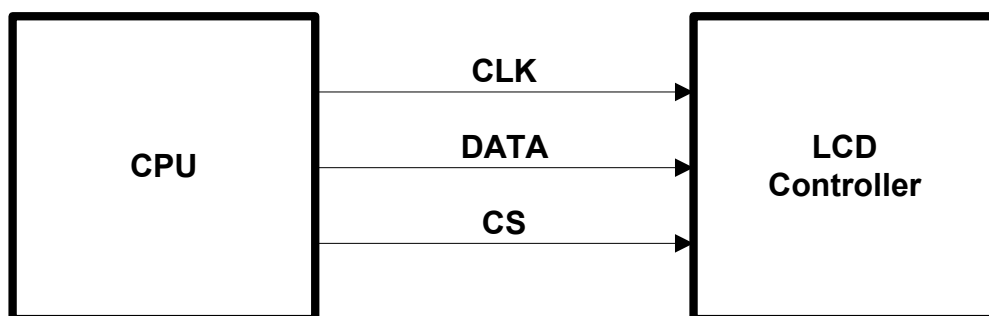 CPU
CLK
DATA
CS
LCD
Controller